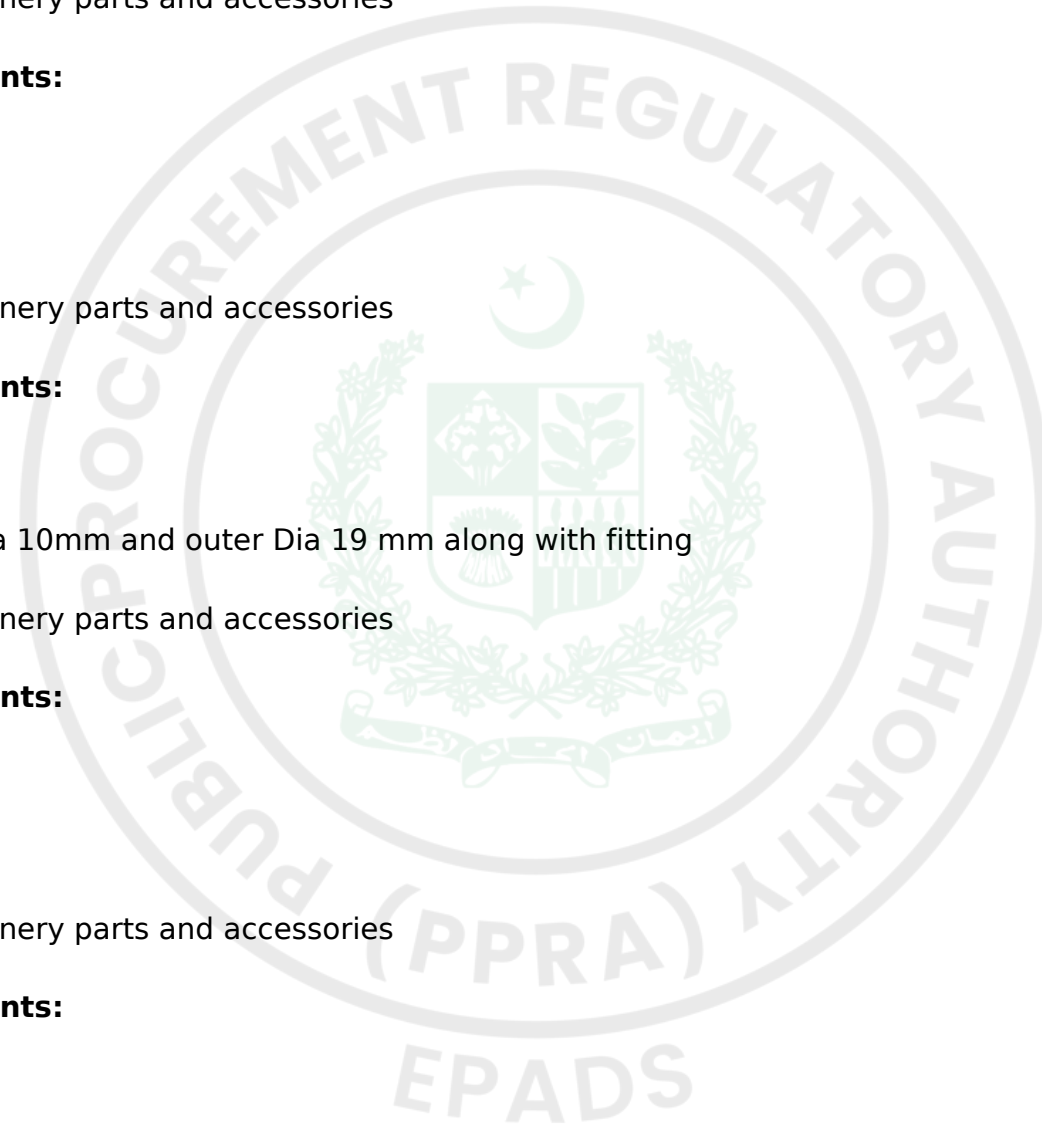 nery parts and accessories
nts:
nery parts and accessories
nts:
a 10mm and outer Dia 19 mm along with fitting
nery parts and accessories
nts:
nery parts and accessories
nts:
PUBLIC PROCUREMENT REGULATORY AUTHORITY
(PPRA)
EPADS